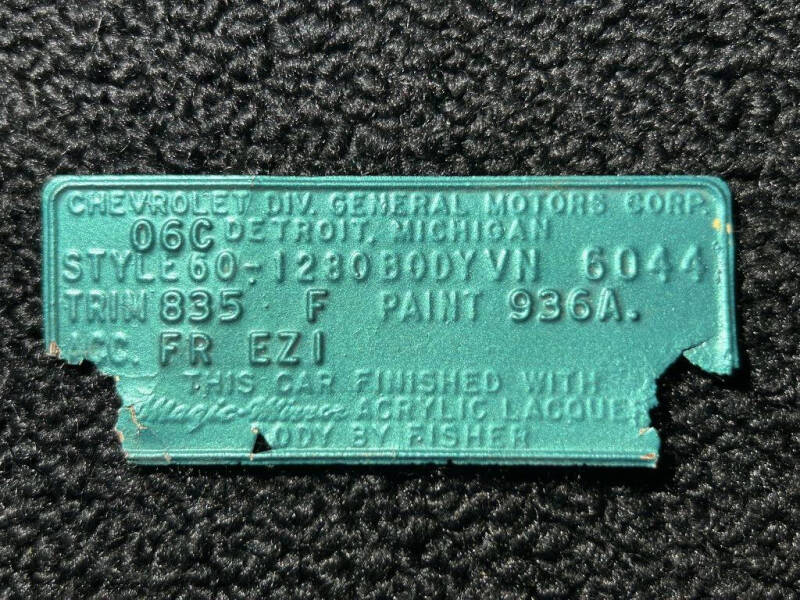 CHEVROLET DIV. GENERAL MOTORS CORP.
06C DETROIT, MICHIGAN
STYLE 60-1280 BODY VN 6044
TRIM 835 F PAINT 936A.
ACC. FR EZI
THIS CAR FINISHED WITH
Magic-Mirror ACRYLIC LACQUER
BODY BY FISHER